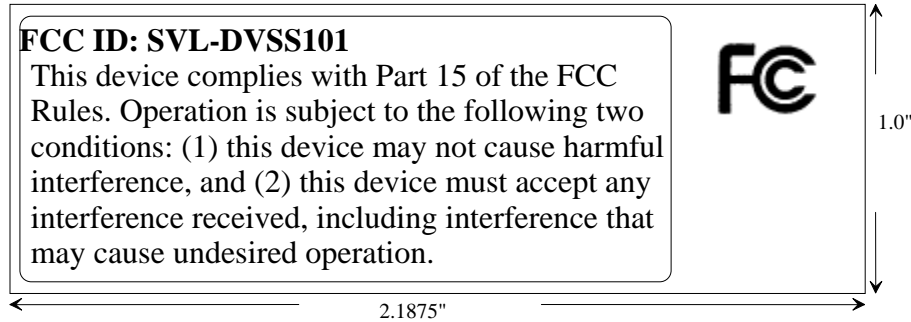 FCC ID: SVL-DVSS101
This device complies with Part 15 of the FCC
Rules. Operation is subject to the following two
conditions: (1) this device may not cause harmful
interference, and (2) this device must accept any
interference received, including interference that
may cause undesired operation.
FC
1.0"
2.1875"